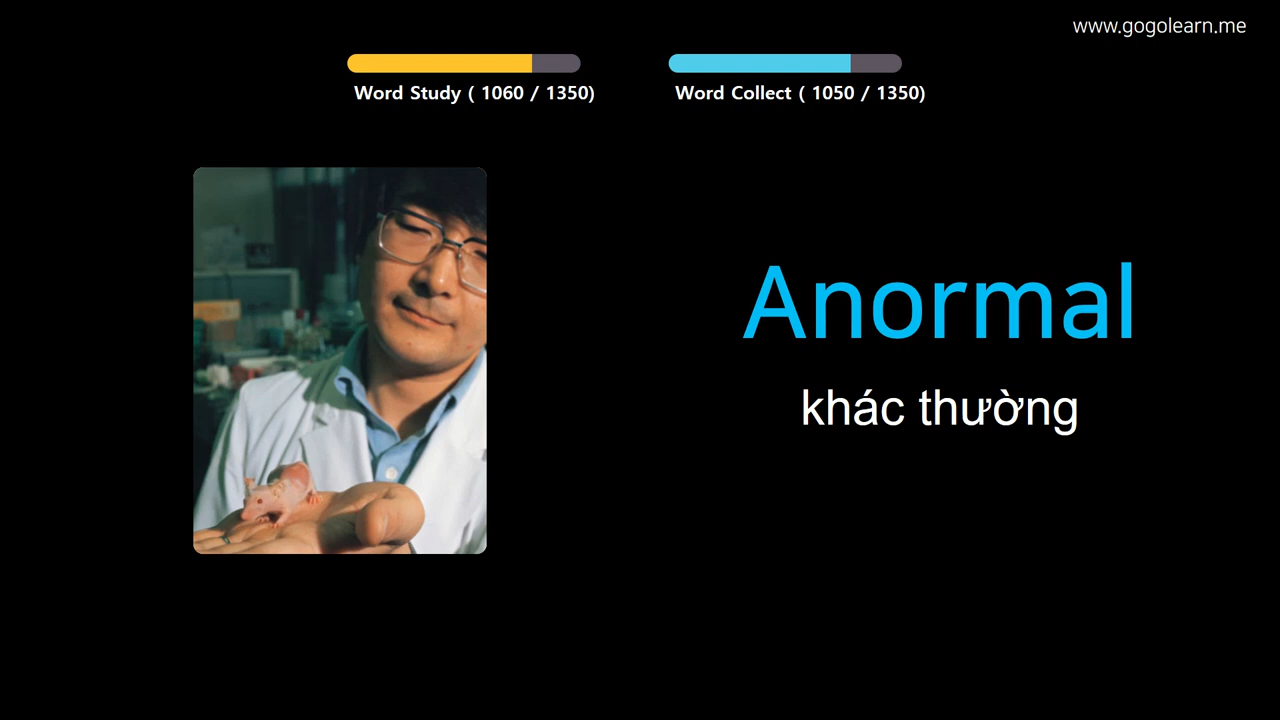 www.gogolearn.me
Word Study ( 1060 / 1350)
Word Collect ( 1050 / 1350)
Anormal
khác thường